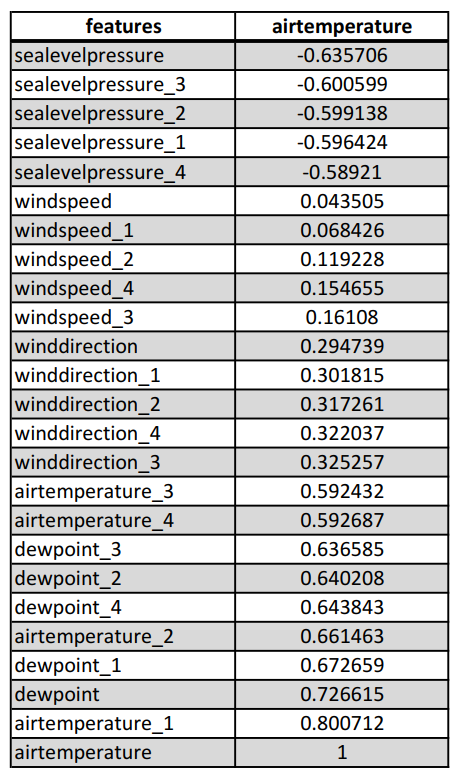 features airtemperature
sealevelpressure -0.635706
sealevelpressure_3 -0.600599
sealevelpressure_2 -0.599138
sealevelpressure_1 -0.596424
sealevelpressure_4 -0.58921
windspeed 0.043505
windspeed_1 0.068426
windspeed_2 0.119228
windspeed_4 0.154655
windspeed_3 0.16108
winddirection 0.294739
winddirection_1 0.301815
winddirection_2 0.317261
winddirection_4 0.322037
winddirection_3 0.325257
airtemperature_3 0.592432
airtemperature_4 0.592687
dewpoint_3 0.636585
dewpoint_2 0.640208
dewpoint_4 0.643843
airtemperature_2 0.661463
dewpoint_1 0.672659
dewpoint 0.726615
airtemperature_1 0.800712
airtemperature 1